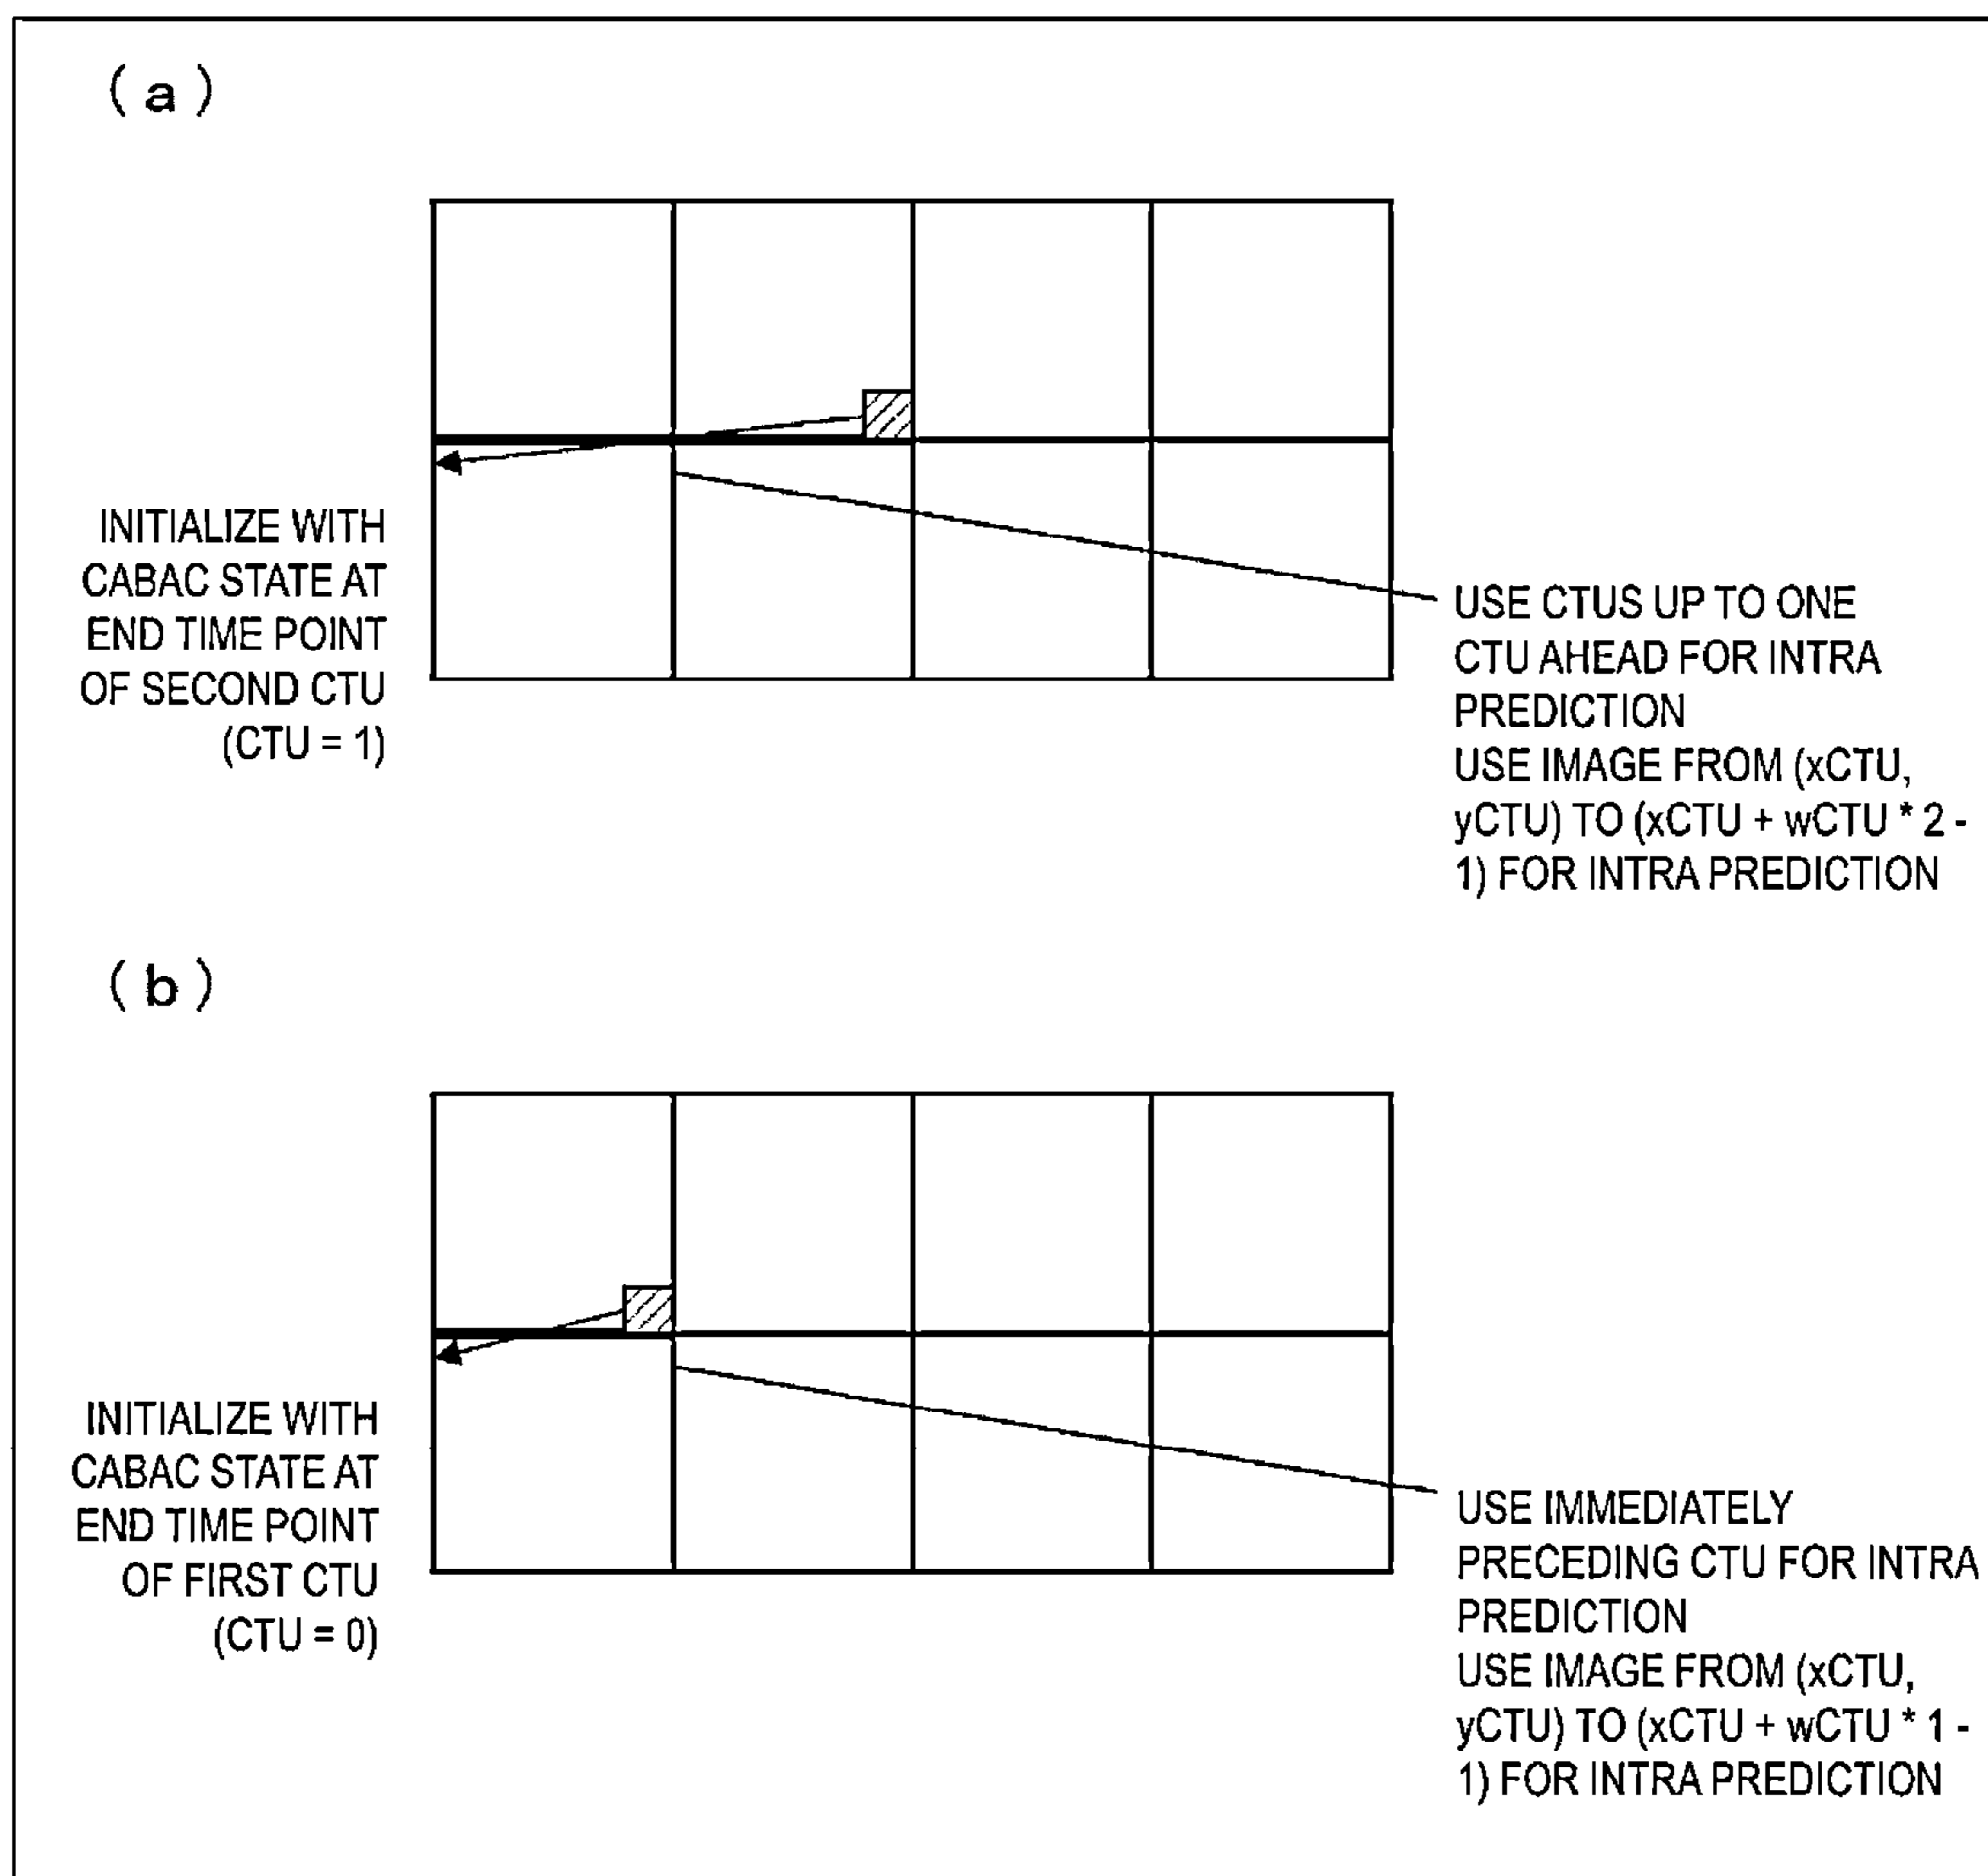 (a)
INITIALIZE WITH
CABAC STATE AT
END TIME POINT
OF SECOND CTU
(CTU = 1)
USE CTUS UP TO ONE
CTU AHEAD FOR INTRA
PREDICTION
USE IMAGE FROM (xCTU,
yCTU) TO (xCTU + wCTU * 2 -
1) FOR INTRA PREDICTION
(b)
INITIALIZE WITH
CABAC STATE AT
END TIME POINT
OF FIRST CTU
(CTU = 0)
USE IMMEDIATELY
PRECEDING CTU FOR INTRA
PREDICTION
USE IMAGE FROM (xCTU,
yCTU) TO (xCTU + wCTU * 1 -
1) FOR INTRA PREDICTION